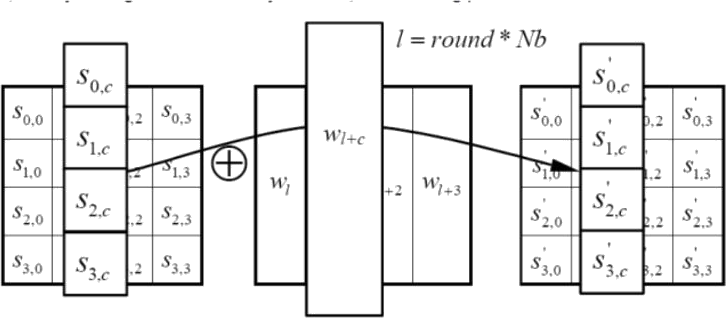 l = round * Nb
s0,c s'0,c
s0,0 ,2 s0,3 s'0,0 0,2 s'0,3
s1,c wl+c s'1,c
s1,0 ,2 s1,3 ⊕ wl +2 wl+3 s'1,0 1,2 s'1,3
s2,c s'2,c
s2,0 ,2 s2,3 s'2,0 2,2 s'2,3
s3,c s'3,c
s3,0 ,2 s3,3 s'3,0 3,2 s'3,3